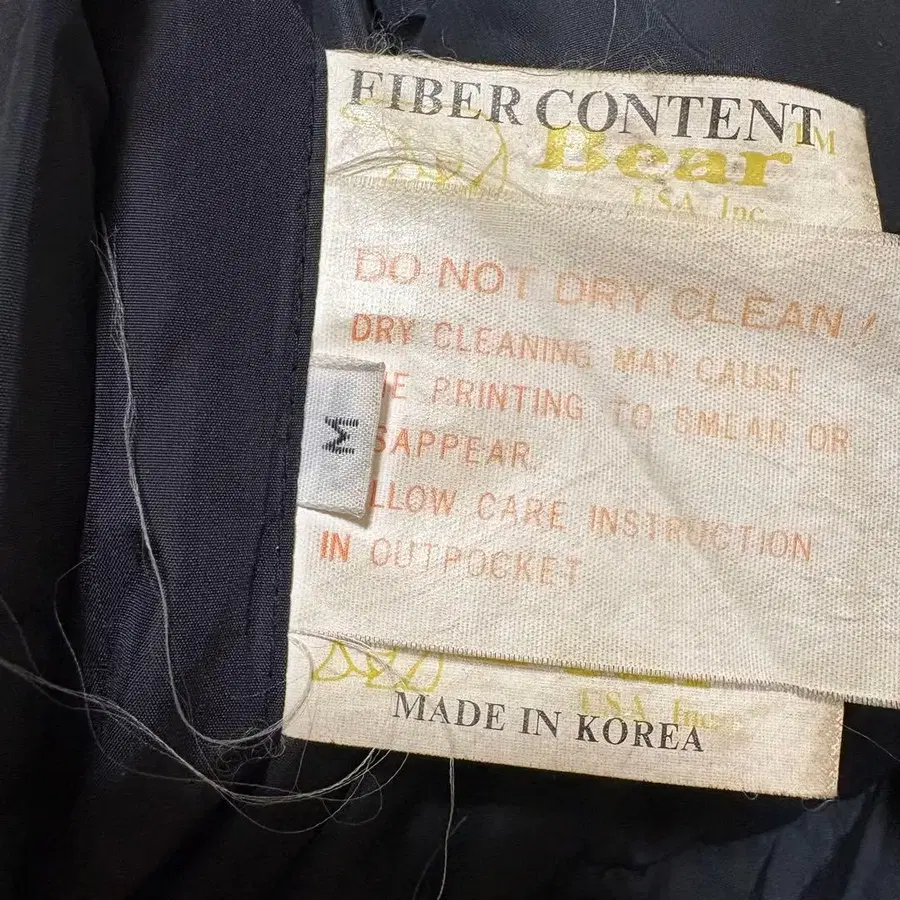 FIBER CONTENT
Bear TM
USA Inc
DO NOT DRY CLEAN!
DRY CLEANING MAY CAUSE
E PRINTING TO SMEAR OR
SAPPEAR.
M
LLOW CARE INSTRUCTION
IN OUTPOCKET
USA Inc.
MADE IN KOREA